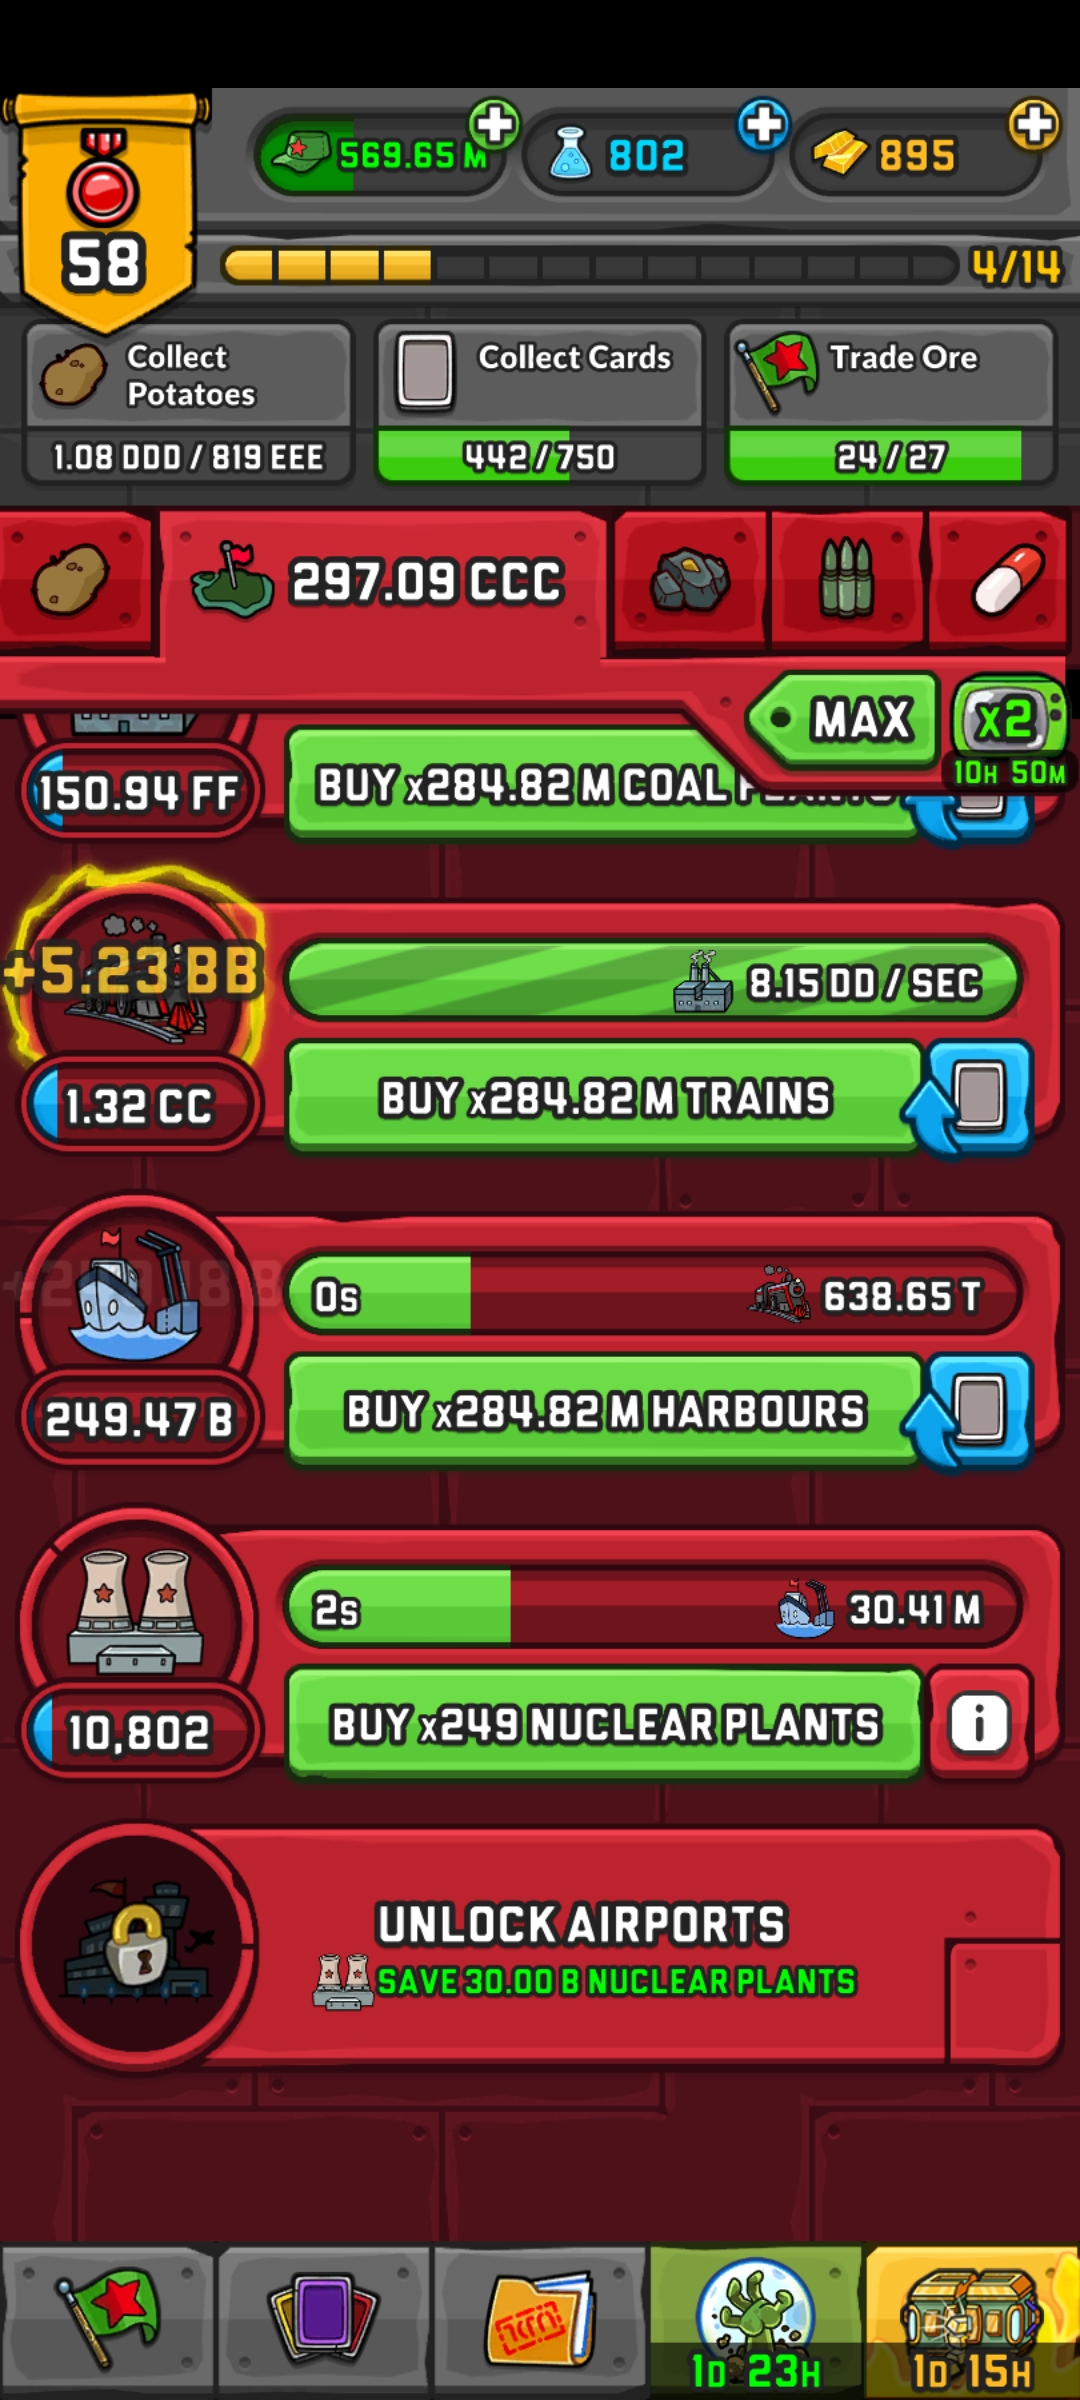 569.65 M
802
895
58
4/14
Collect
Potatoes
Collect Cards
Trade Ore
1.08 DDD / 819 EEE
442/750
24/27
297.09 CCC
MAX
x2
10H 50M
150.94 FF
BUY x284.82 M COAL PLANTS
+5.23 BB
8.15 DD / SEC
1.32 CC
BUY x284.82 M TRAINS
0s
638.65 T
249.47 B
BUY x284.82 M HARBOURS
2s
30.41 M
10,802
BUY x249 NUCLEAR PLANTS
i
UNLOCK AIRPORTS
SAVE 30.00 B NUCLEAR PLANTS
1D 23H
1D 15H